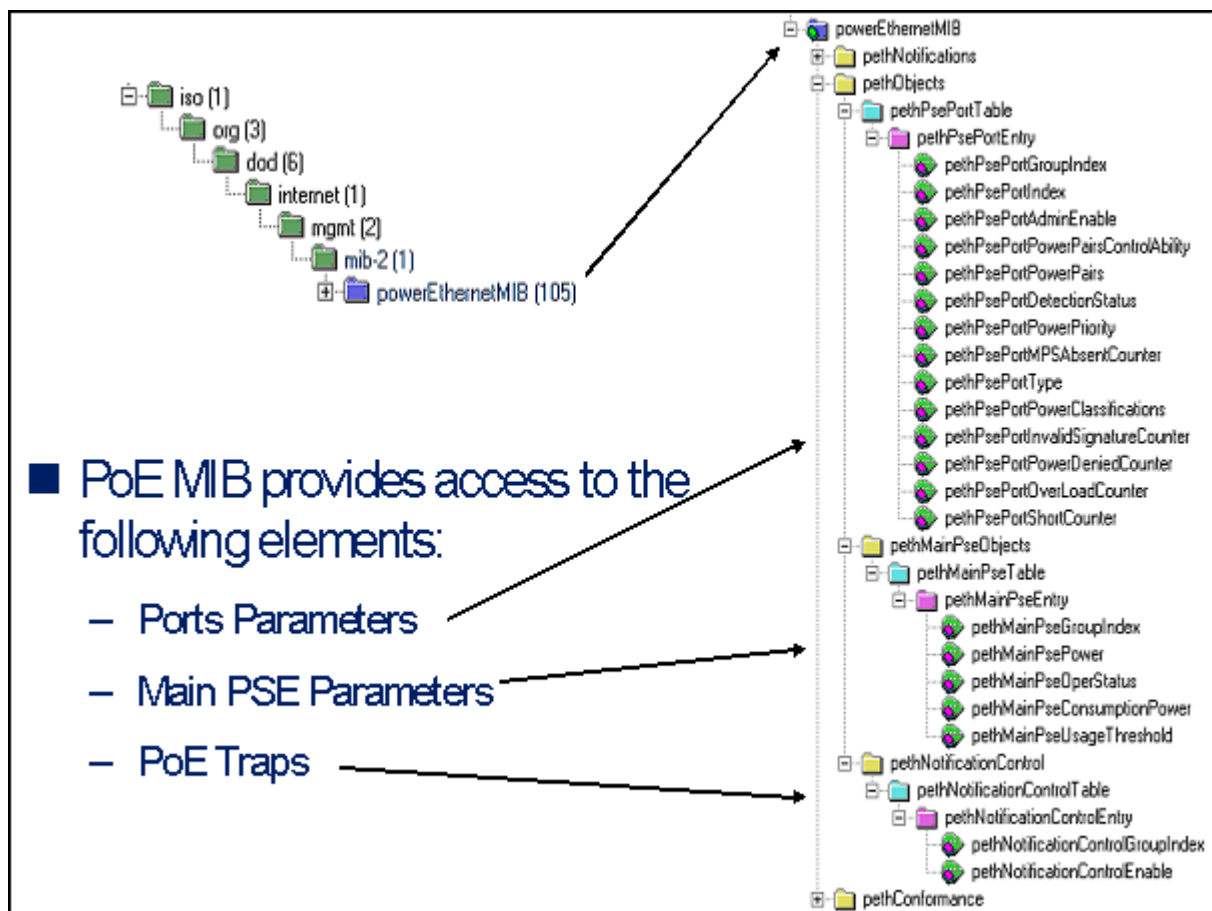 iso (1)
org (3)
dod (6)
internet (1)
mgmt (2)
mib-2 (1)
powerEthernetMIB (105)
■ PoE MIB provides access to the
following elements:
– Ports Parameters
– Main PSE Parameters
– PoE Traps
powerEthernetMIB
pethNotifications
pethObjects
pethPsePortTable
pethPsePortEntry
pethPsePortGroupIndex
pethPsePortIndex
pethPsePortAdminEnable
pethPsePortPowerPairsControlAbility
pethPsePortPowerPairs
pethPsePortDetectionStatus
pethPsePortPowerPriority
pethPsePortMPSAbsentCounter
pethPsePortType
pethPsePortPowerClassifications
pethPsePortInvalidSignatureCounter
pethPsePortPowerDeniedCounter
pethPsePortOverLoadCounter
pethPsePortShortCounter
pethMainPseObjects
pethMainPseTable
pethMainPseEntry
pethMainPseGroupIndex
pethMainPsePower
pethMainPseOperStatus
pethMainPseConsumptionPower
pethMainPseUsageThreshold
pethNotificationControl
pethNotificationControlTable
pethNotificationControlEntry
pethNotificationControlGroupIndex
pethNotificationControlEnable
pethConformance